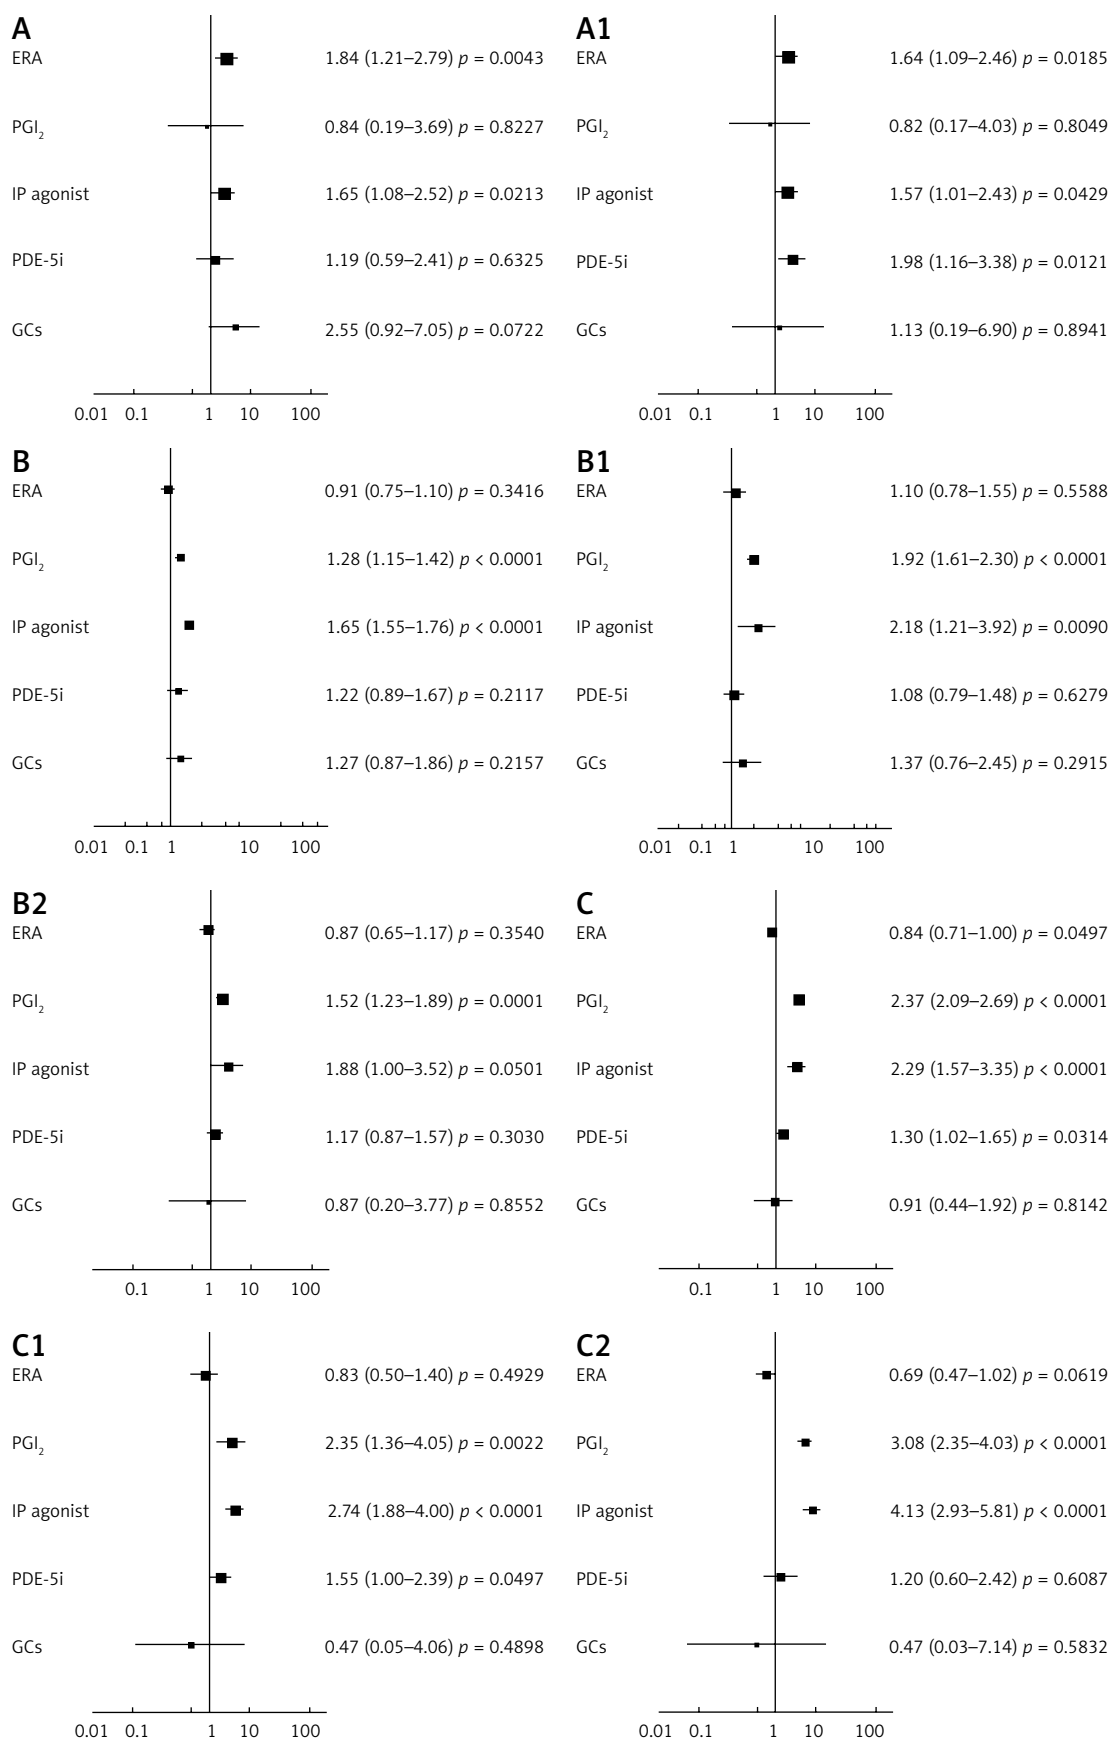 A
ERA 1.84 (1.21–2.79) p = 0.0043
PGI2 0.84 (0.19–3.69) p = 0.8227
IP agonist 1.65 (1.08–2.52) p = 0.0213
PDE-5i 1.19 (0.59–2.41) p = 0.6325
GCs 2.55 (0.92–7.05) p = 0.0722
0.01 0.1 1 10 100
A1
ERA 1.64 (1.09–2.46) p = 0.0185
PGI2 0.82 (0.17–4.03) p = 0.8049
IP agonist 1.57 (1.01–2.43) p = 0.0429
PDE-5i 1.98 (1.16–3.38) p = 0.0121
GCs 1.13 (0.19–6.90) p = 0.8941
0.01 0.1 1 10 100
B
ERA 0.91 (0.75–1.10) p = 0.3416
PGI2 1.28 (1.15–1.42) p < 0.0001
IP agonist 1.65 (1.55–1.76) p < 0.0001
PDE-5i 1.22 (0.89–1.67) p = 0.2117
GCs 1.27 (0.87–1.86) p = 0.2157
0.01 0.1 1 10 100
B1
ERA 1.10 (0.78–1.55) p = 0.5588
PGI2 1.92 (1.61–2.30) p < 0.0001
IP agonist 2.18 (1.21–3.92) p = 0.0090
PDE-5i 1.08 (0.79–1.48) p = 0.6279
GCs 1.37 (0.76–2.45) p = 0.2915
0.01 0.1 1 10 100
B2
ERA 0.87 (0.65–1.17) p = 0.3540
PGI2 1.52 (1.23–1.89) p = 0.0001
IP agonist 1.88 (1.00–3.52) p = 0.0501
PDE-5i 1.17 (0.87–1.57) p = 0.3030
GCs 0.87 (0.20–3.77) p = 0.8552
0.1 1 10 100
C
ERA 0.84 (0.71–1.00) p = 0.0497
PGI2 2.37 (2.09–2.69) p < 0.0001
IP agonist 2.29 (1.57–3.35) p < 0.0001
PDE-5i 1.30 (1.02–1.65) p = 0.0314
GCs 0.91 (0.44–1.92) p = 0.8142
0.1 1 10 100
C1
ERA 0.83 (0.50–1.40) p = 0.4929
PGI2 2.35 (1.36–4.05) p = 0.0022
IP agonist 2.74 (1.88–4.00) p < 0.0001
PDE-5i 1.55 (1.00–2.39) p = 0.0497
GCs 0.47 (0.05–4.06) p = 0.4898
0.01 0.1 1 10 100
C2
ERA 0.69 (0.47–1.02) p = 0.0619
PGI2 3.08 (2.35–4.03) p < 0.0001
IP agonist 4.13 (2.93–5.81) p < 0.0001
PDE-5i 1.20 (0.60–2.42) p = 0.6087
GCs 0.47 (0.03–7.14) p = 0.5832
0.01 0.1 1 10 100